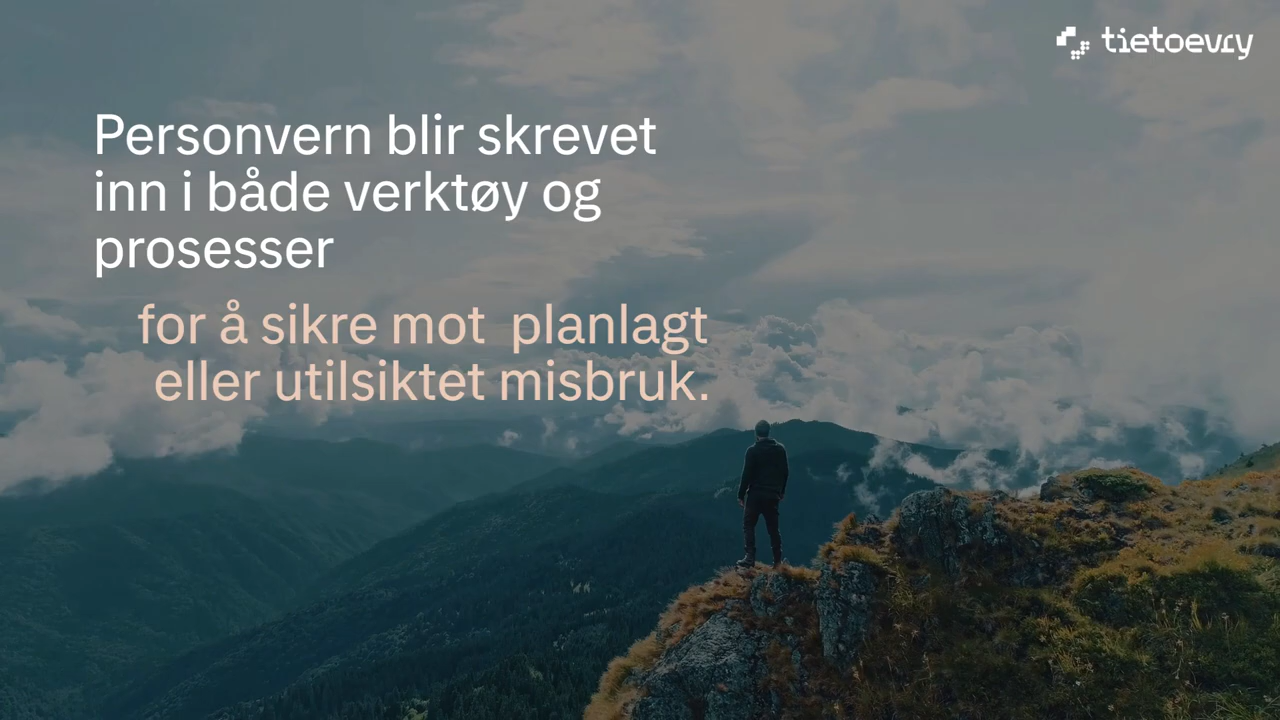 tietoevry
Personvern blir skrevet
inn i både verktøy og
prosesser
for å sikre mot  planlagt
eller utilsiktet misbruk.